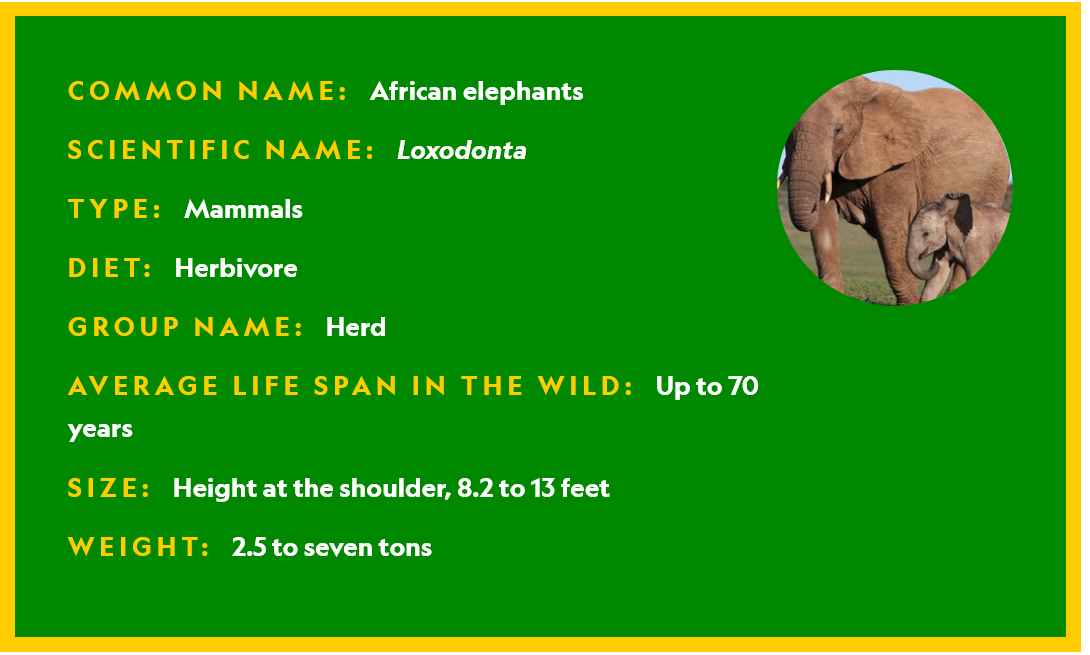 COMMON NAME: African elephants
SCIENTIFIC NAME: Loxodonta
TYPE: Mammals
DIET: Herbivore
GROUP NAME: Herd
AVERAGE LIFE SPAN IN THE WILD: Up to 70
years
SIZE: Height at the shoulder, 8.2 to 13 feet
WEIGHT: 2.5 to seven tons